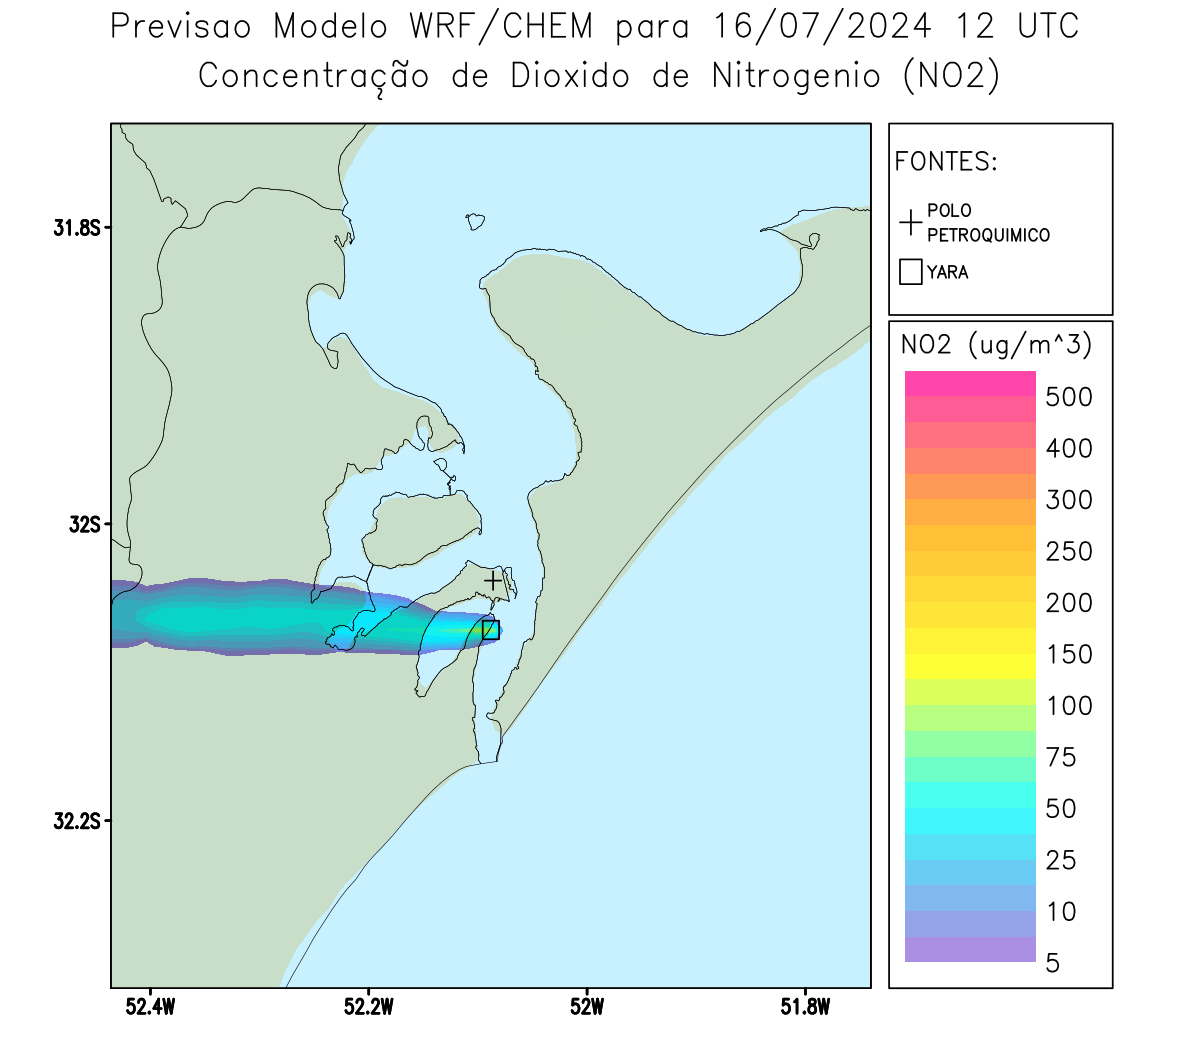 Previsao Modelo WRF/CHEM para 16/07/2024 12 UTC
Concentração de Dioxido de Nitrogenio (NO2)
FONTES:
POLO
PETROQUIMICO
YARA
NO2 (ug/m^3)
500
400
300
250
200
150
100
75
50
25
10
5
31.8S
32S
32.2S
52.4W
52.2W
52W
51.8W